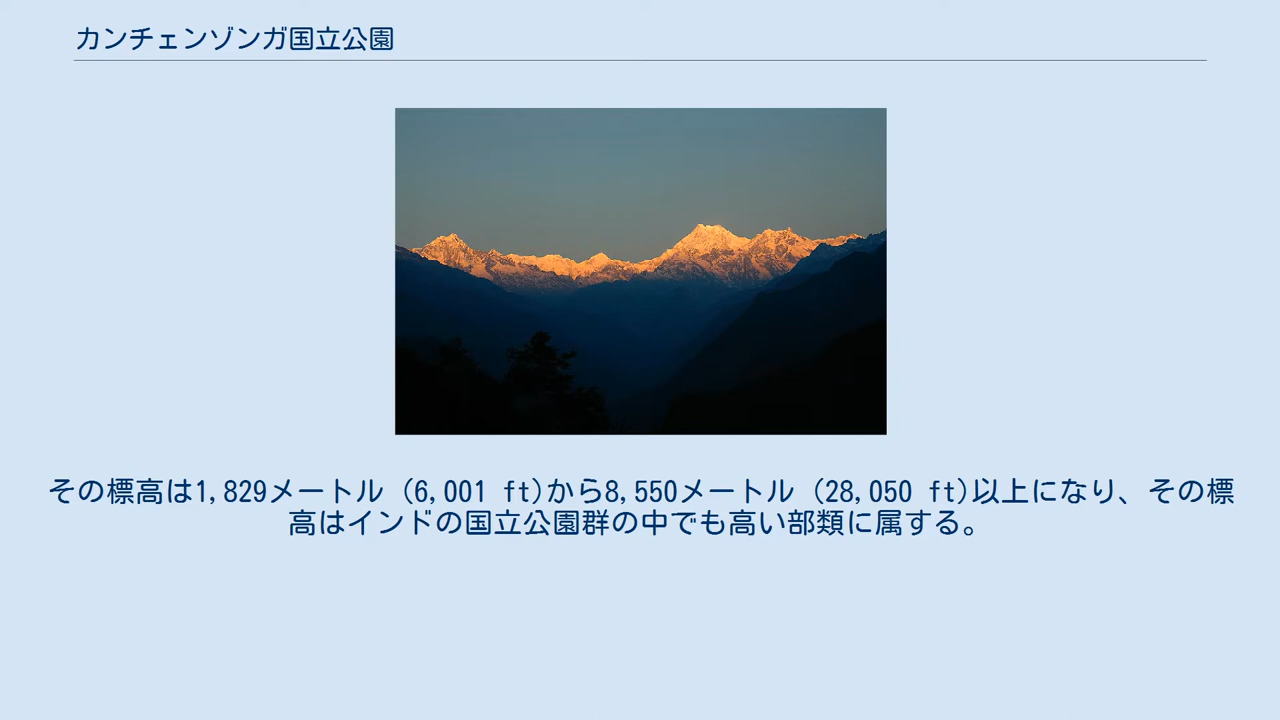 カンチェンゾンガ国立公園
その標高は1,829メートル (6,001 ft)から8,550メートル (28,050 ft)以上になり、その標
高はインドの国立公園群の中でも高い部類に属する。